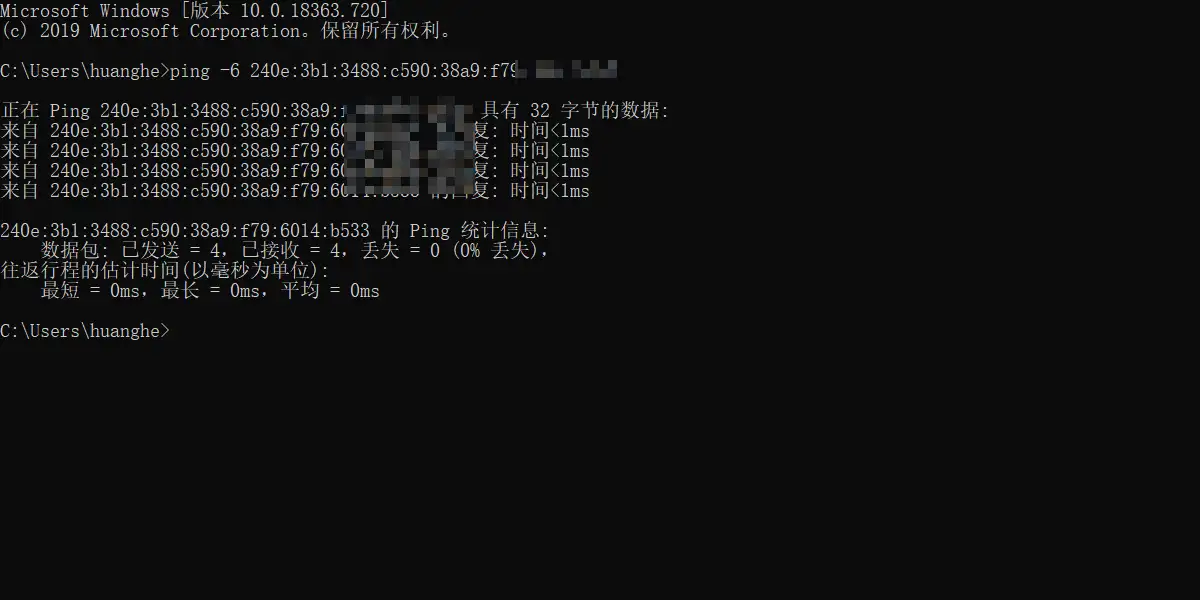 Microsoft Windows [版本 10.0.18363.720]
(c) 2019 Microsoft Corporation。保留所有权利。
C:\Users\huanghe>ping -6 240e:3b1:3488:c590:38a9:f79
正在 Ping 240e:3b1:3488:c590:38a9: 具有 32 字节的数据:
来自 240e:3b1:3488:c590:38a9:f79:60 复: 时间<1ms
来自 240e:3b1:3488:c590:38a9:f79:60 复: 时间<1ms
来自 240e:3b1:3488:c590:38a9:f79:60 复: 时间<1ms
来自 240e:3b1:3488:c590:38a9:f79:60 复: 时间<1ms
240e:3b1:3488:c590:38a9:f79:6014:b533 的 Ping 统计信息:
数据包: 已发送 = 4，已接收 = 4，丢失 = 0 (0% 丢失)，
往返行程的估计时间(以毫秒为单位):
最短 = 0ms，最长 = 0ms，平均 = 0ms
C:\Users\huanghe>